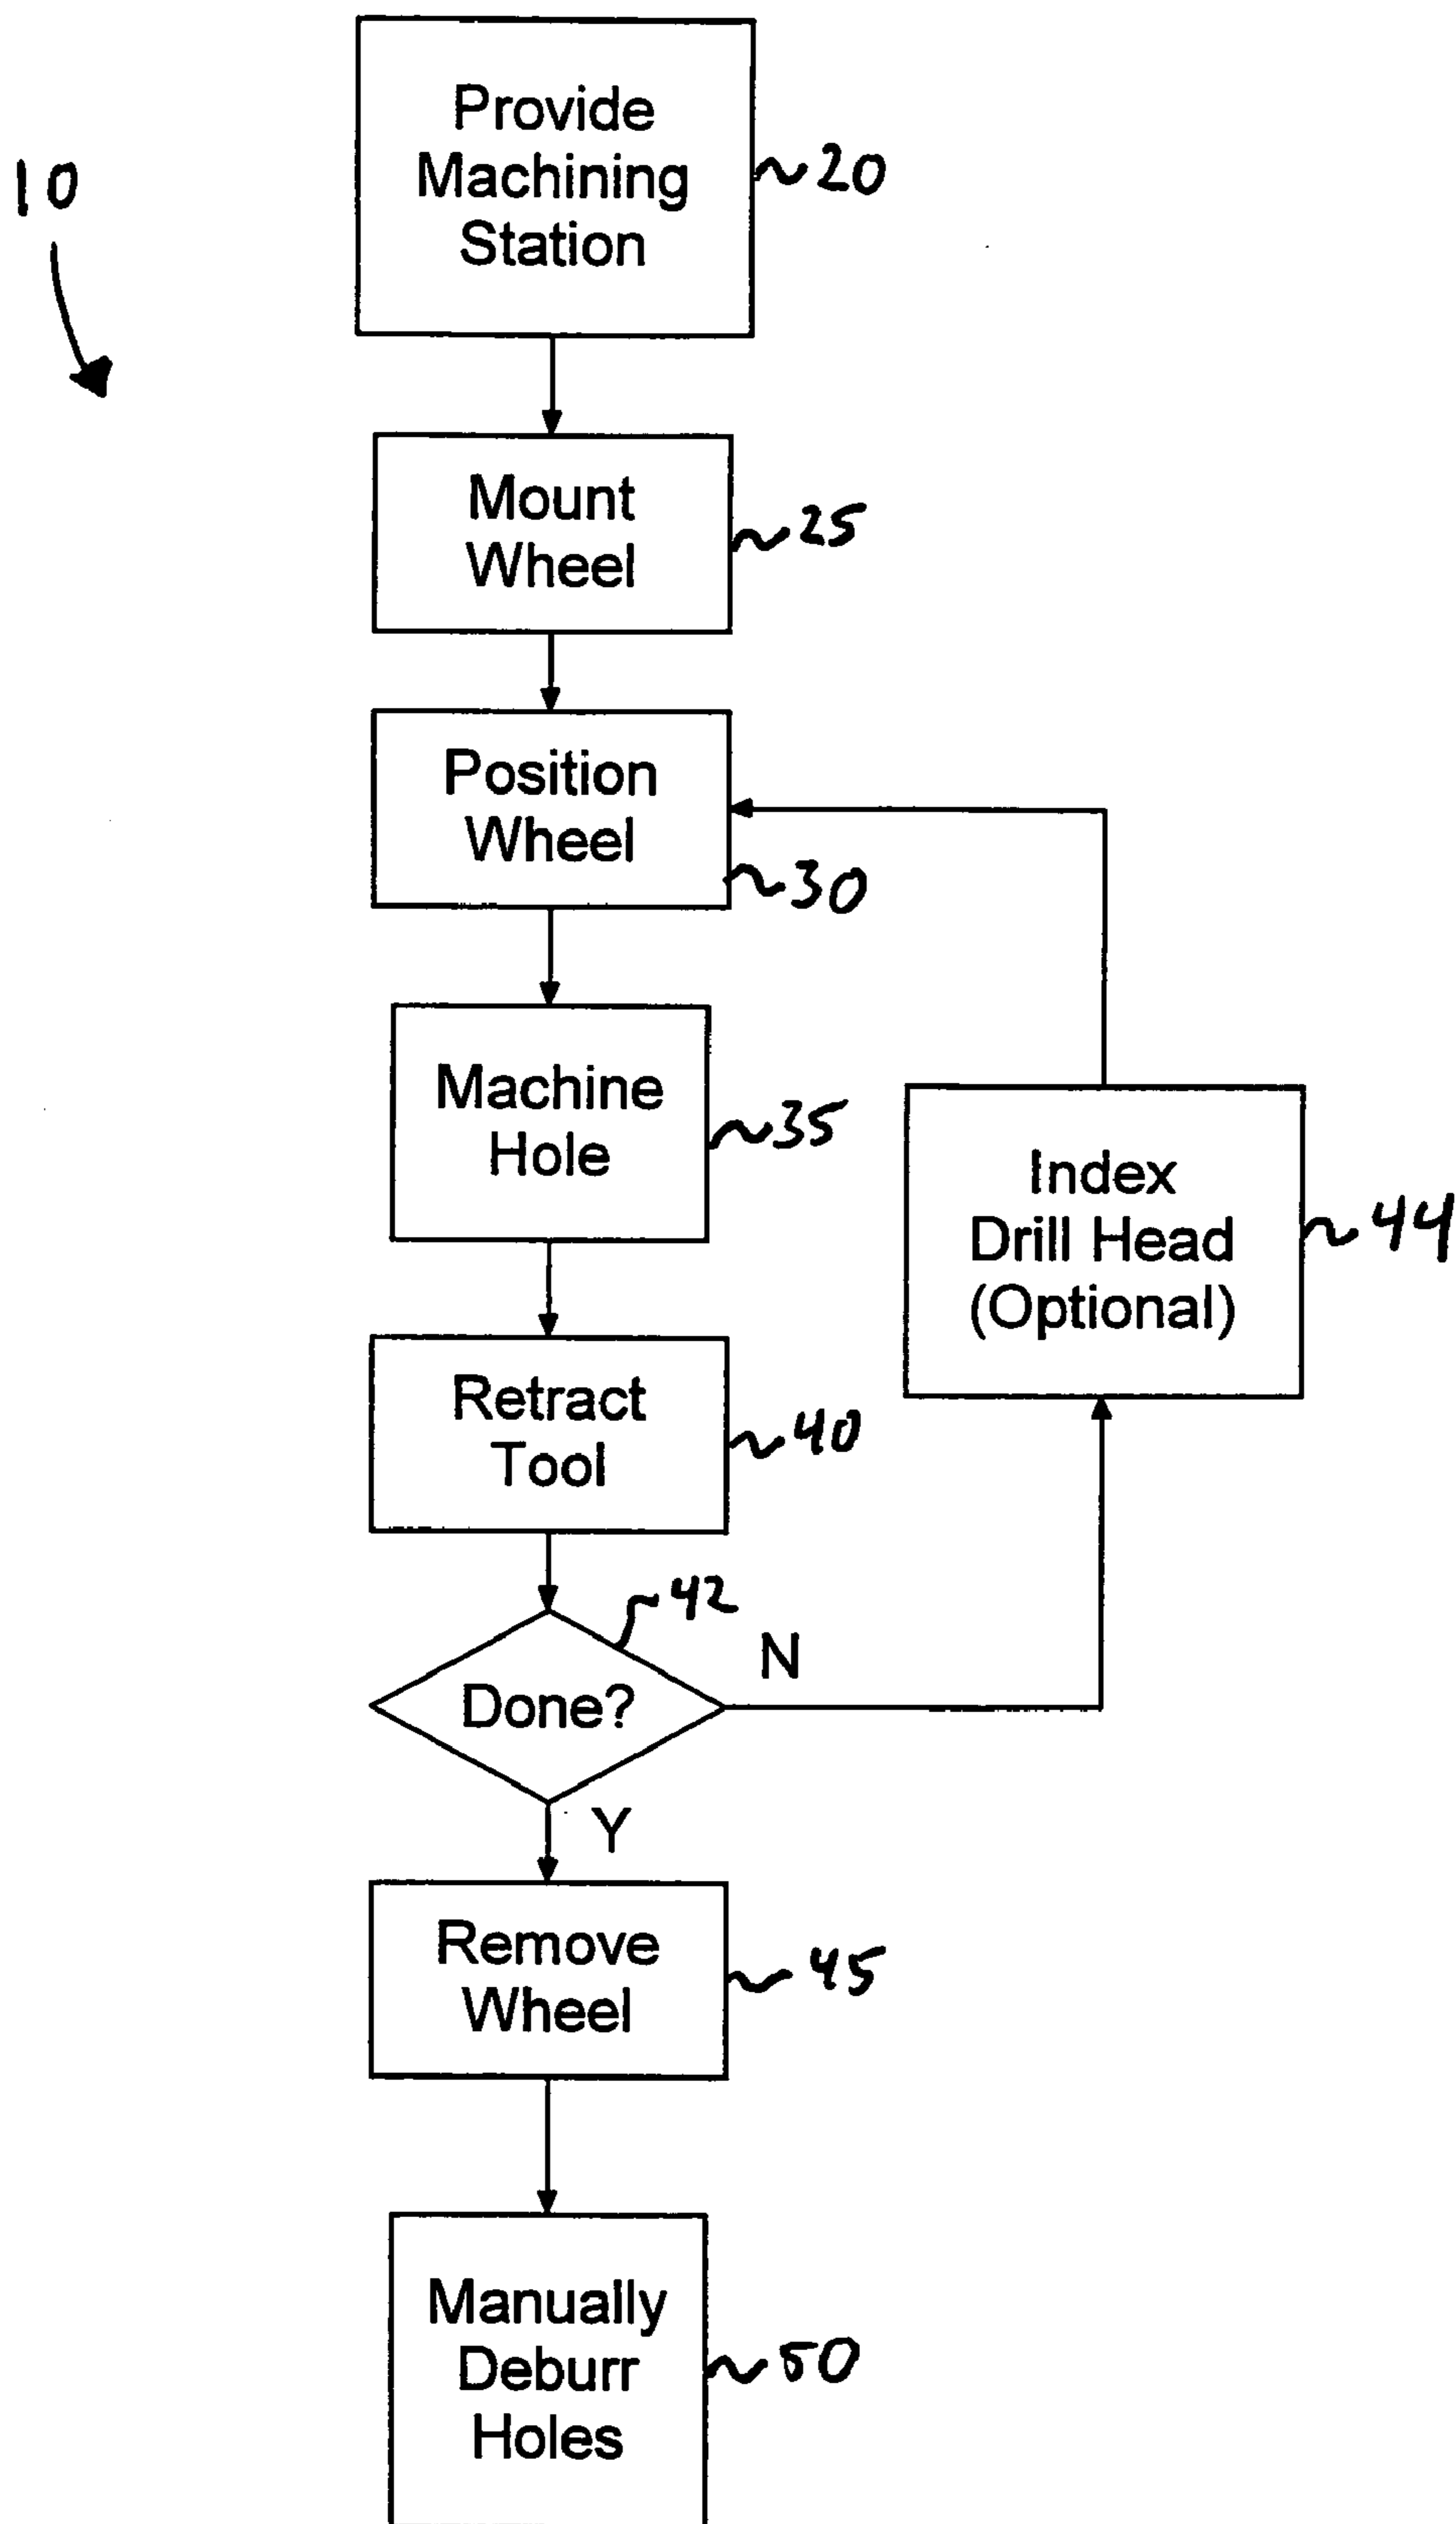 10
Provide
Machining
Station
20
Mount
Wheel
25
Position
Wheel
30
Machine
Hole
35
Index
Drill Head
(Optional)
44
Retract
Tool
40
42
Done?
N
Y
Remove
Wheel
45
Manually
Deburr
Holes
50